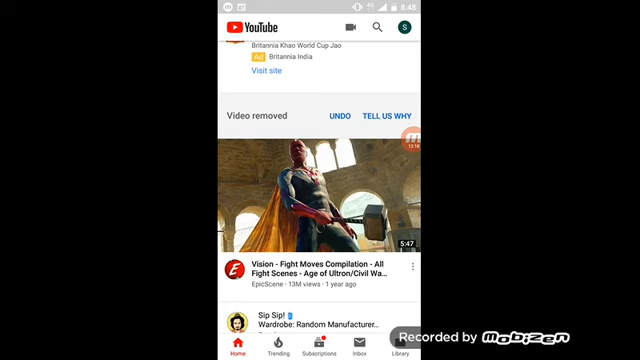 8:48
YouTube
S
Britannia Khao World Cup Jao
Ad Britannia India
Visit site
Video removed UNDO TELL US WHY
13:18
5:47
Vision - Fight Moves Compilation - All
Fight Scenes - Age of Ultron/Civil Wa...
EpicScene · 13M views · 1 year ago
Sip Sip!
Wardrobe: Random Manufacturer...
Home Trending Subscriptions Inbox Library
Recorded by Mobizen